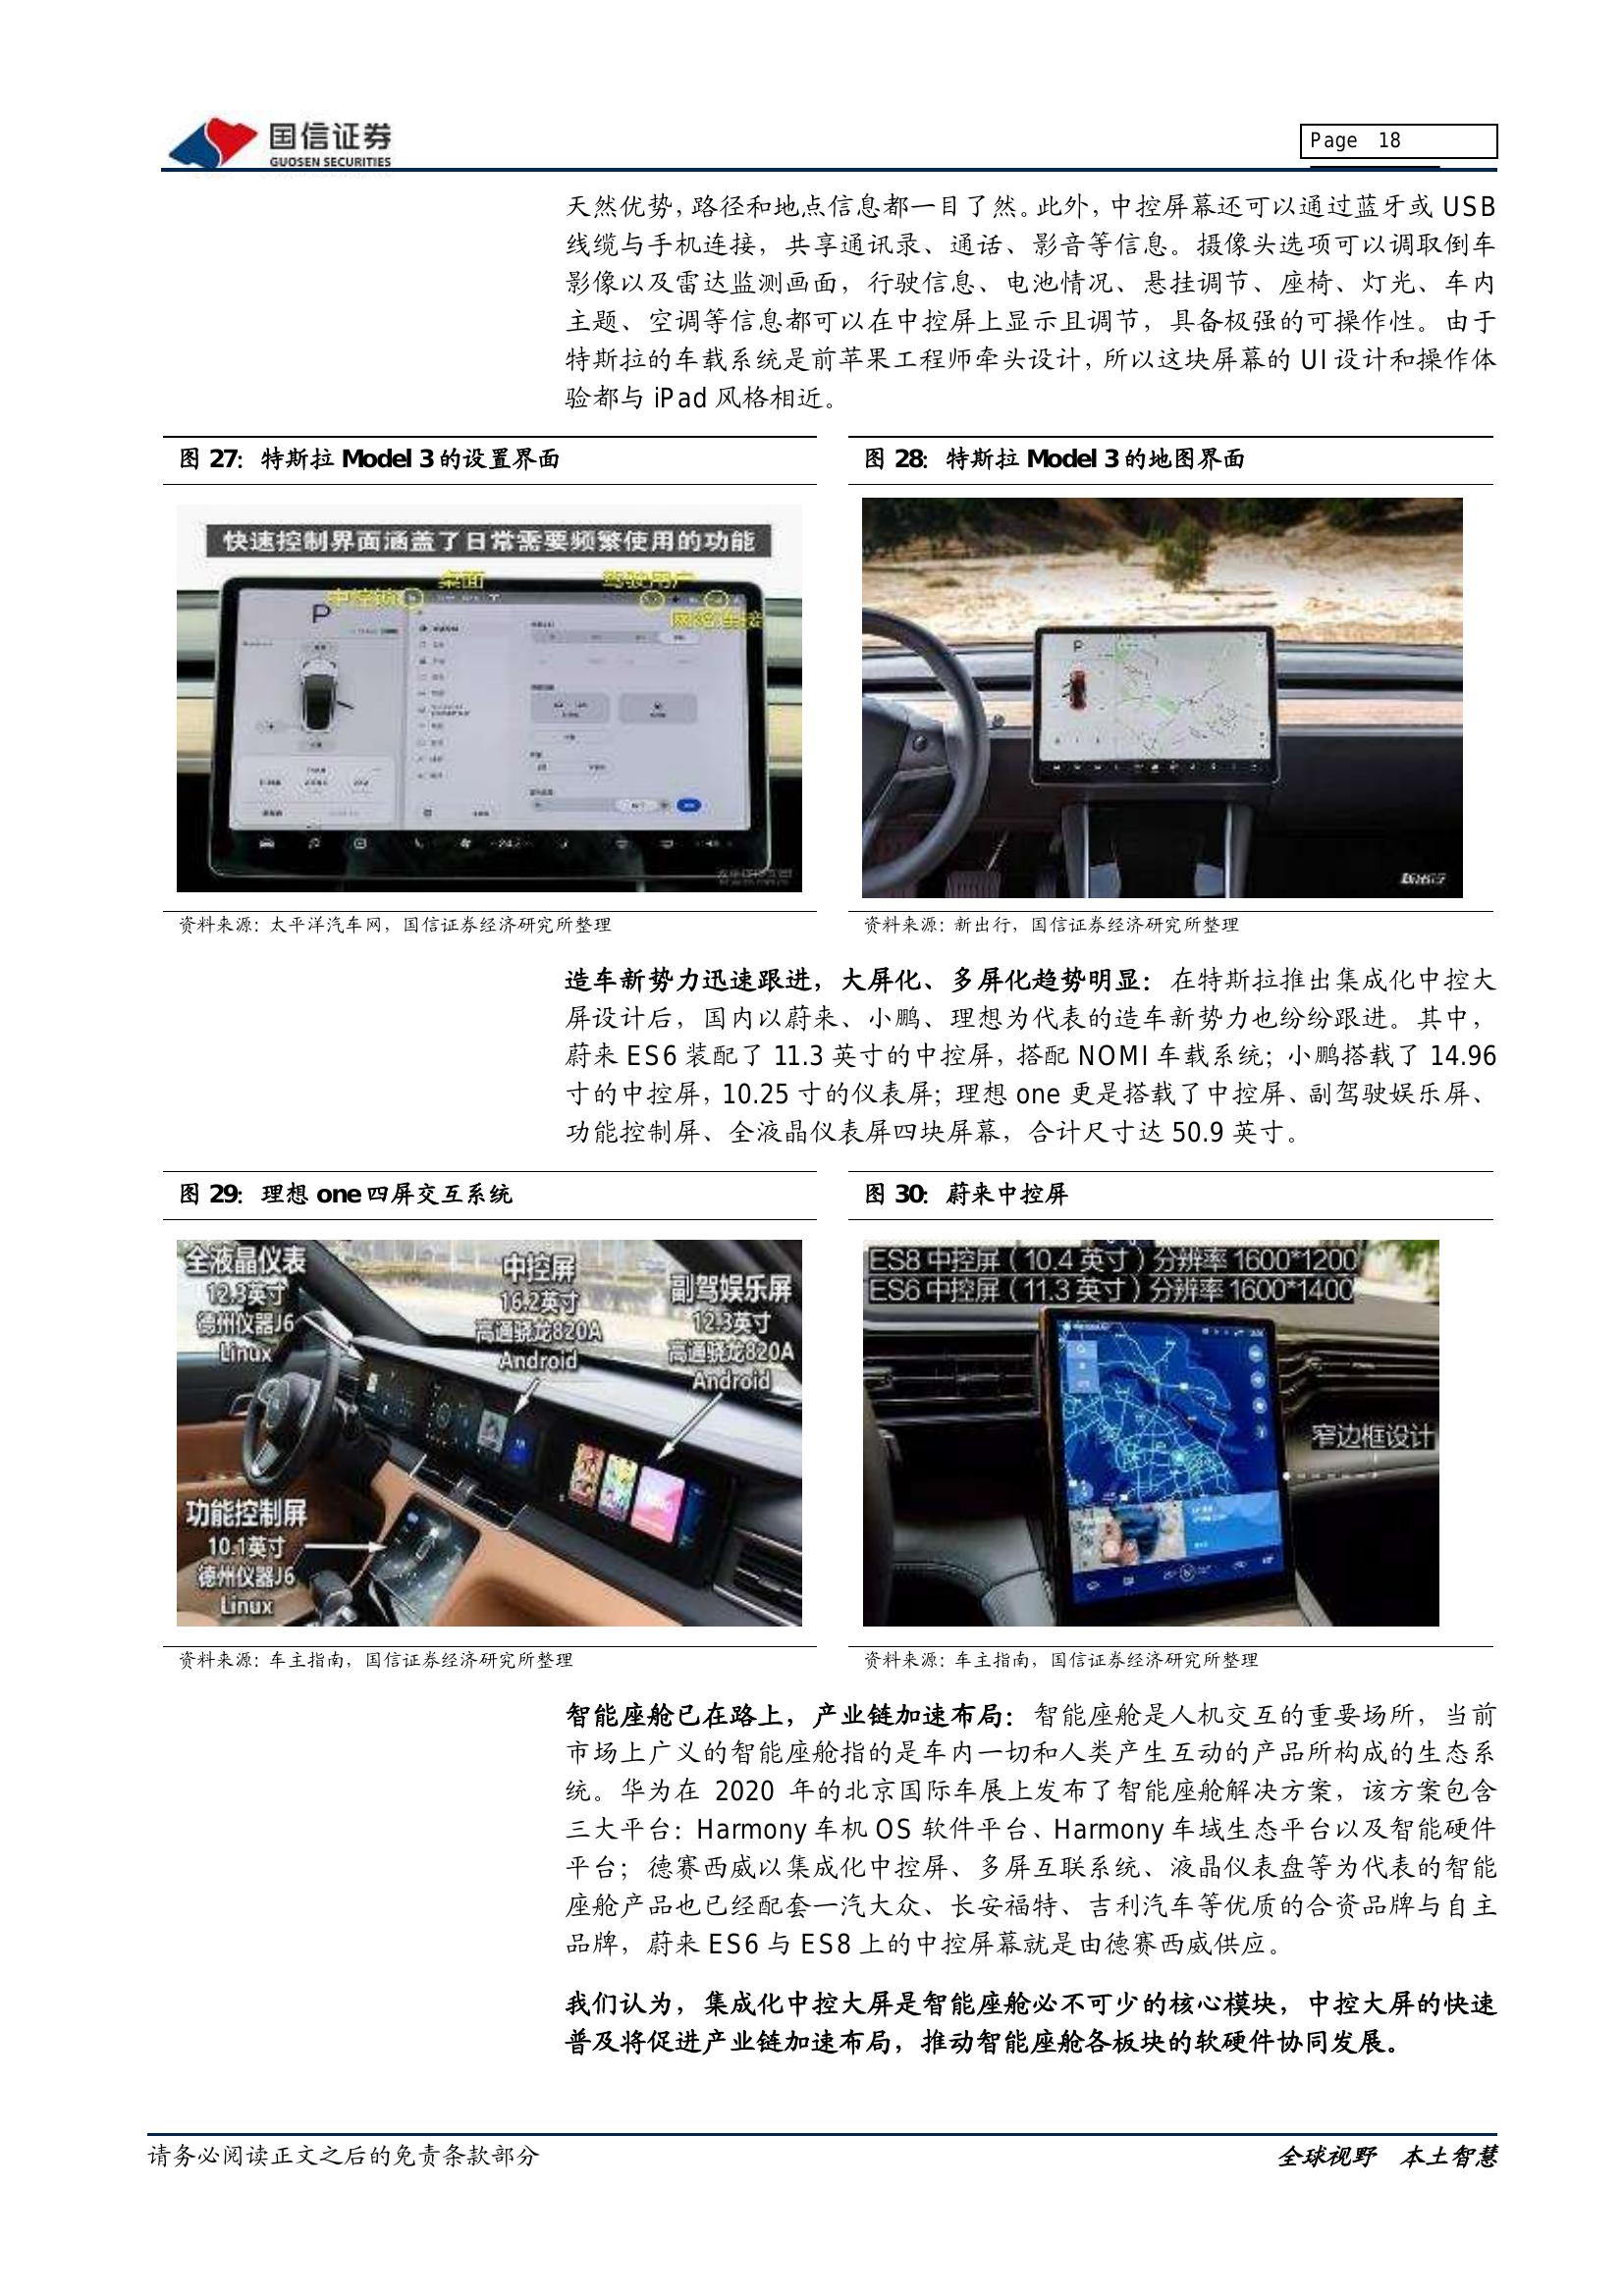 国信证券
GUOSEN SECURITIES
Page 18
天然优势，路径和地点信息都一目了然。此外，中控屏幕还可以通过蓝牙或 USB
线缆与手机连接，共享通讯录、通话、影音等信息。摄像头选项可以调取倒车
影像以及雷达监测画面，行驶信息、电池情况、悬挂调节、座椅、灯光、车内
主题、空调等信息都可以在中控屏上显示且调节，具备极强的可操作性。由于
特斯拉的车载系统是前苹果工程师牵头设计，所以这块屏幕的 UI 设计和操作体
验都与 iPad 风格相近。
图 27：特斯拉 Model 3 的设置界面
快速控制界面涵盖了日常需要频繁使用的功能
桌面
驾驶用户
中控锁
网络连接
P
资料来源：太平洋汽车网，国信证券经济研究所整理
图 28：特斯拉 Model 3 的地图界面
P
新出行
资料来源：新出行，国信证券经济研究所整理
造车新势力迅速跟进，大屏化、多屏化趋势明显：在特斯拉推出集成化中控大
屏设计后，国内以蔚来、小鹏、理想为代表的造车新势力也纷纷跟进。其中，
蔚来 ES6 装配了 11.3 英寸的中控屏，搭配 NOMI 车载系统；小鹏搭载了 14.96
寸的中控屏，10.25 寸的仪表屏；理想 one 更是搭载了中控屏、副驾驶娱乐屏、
功能控制屏、全液晶仪表屏四块屏幕，合计尺寸达 50.9 英寸。
图 29：理想 one 四屏交互系统
全液晶仪表
12.3英寸
德州仪器J6
Linux
中控屏
16.2英寸
高通骁龙820A
Android
副驾娱乐屏
12.3英寸
高通骁龙820A
Android
功能控制屏
10.1英寸
德州仪器J6
Linux
资料来源：车主指南，国信证券经济研究所整理
图 30：蔚来中控屏
ES8 中控屏（10.4 英寸）分辨率 1600*1200
ES6 中控屏（11.3 英寸）分辨率 1600*1400
窄边框设计
资料来源：车主指南，国信证券经济研究所整理
智能座舱已在路上，产业链加速布局：智能座舱是人机交互的重要场所，当前
市场上广义的智能座舱指的是车内一切和人类产生互动的产品所构成的生态系
统。华为在 2020 年的北京国际车展上发布了智能座舱解决方案，该方案包含
三大平台：Harmony 车机 OS 软件平台、Harmony 车域生态平台以及智能硬件
平台；德赛西威以集成化中控屏、多屏互联系统、液晶仪表盘等为代表的智能
座舱产品也已经配套一汽大众、长安福特、吉利汽车等优质的合资品牌与自主
品牌，蔚来 ES6 与 ES8 上的中控屏幕就是由德赛西威供应。
我们认为，集成化中控大屏是智能座舱必不可少的核心模块，中控大屏的快速
普及将促进产业链加速布局，推动智能座舱各板块的软硬件协同发展。
请务必阅读正文之后的免责条款部分
全球视野 本土智慧